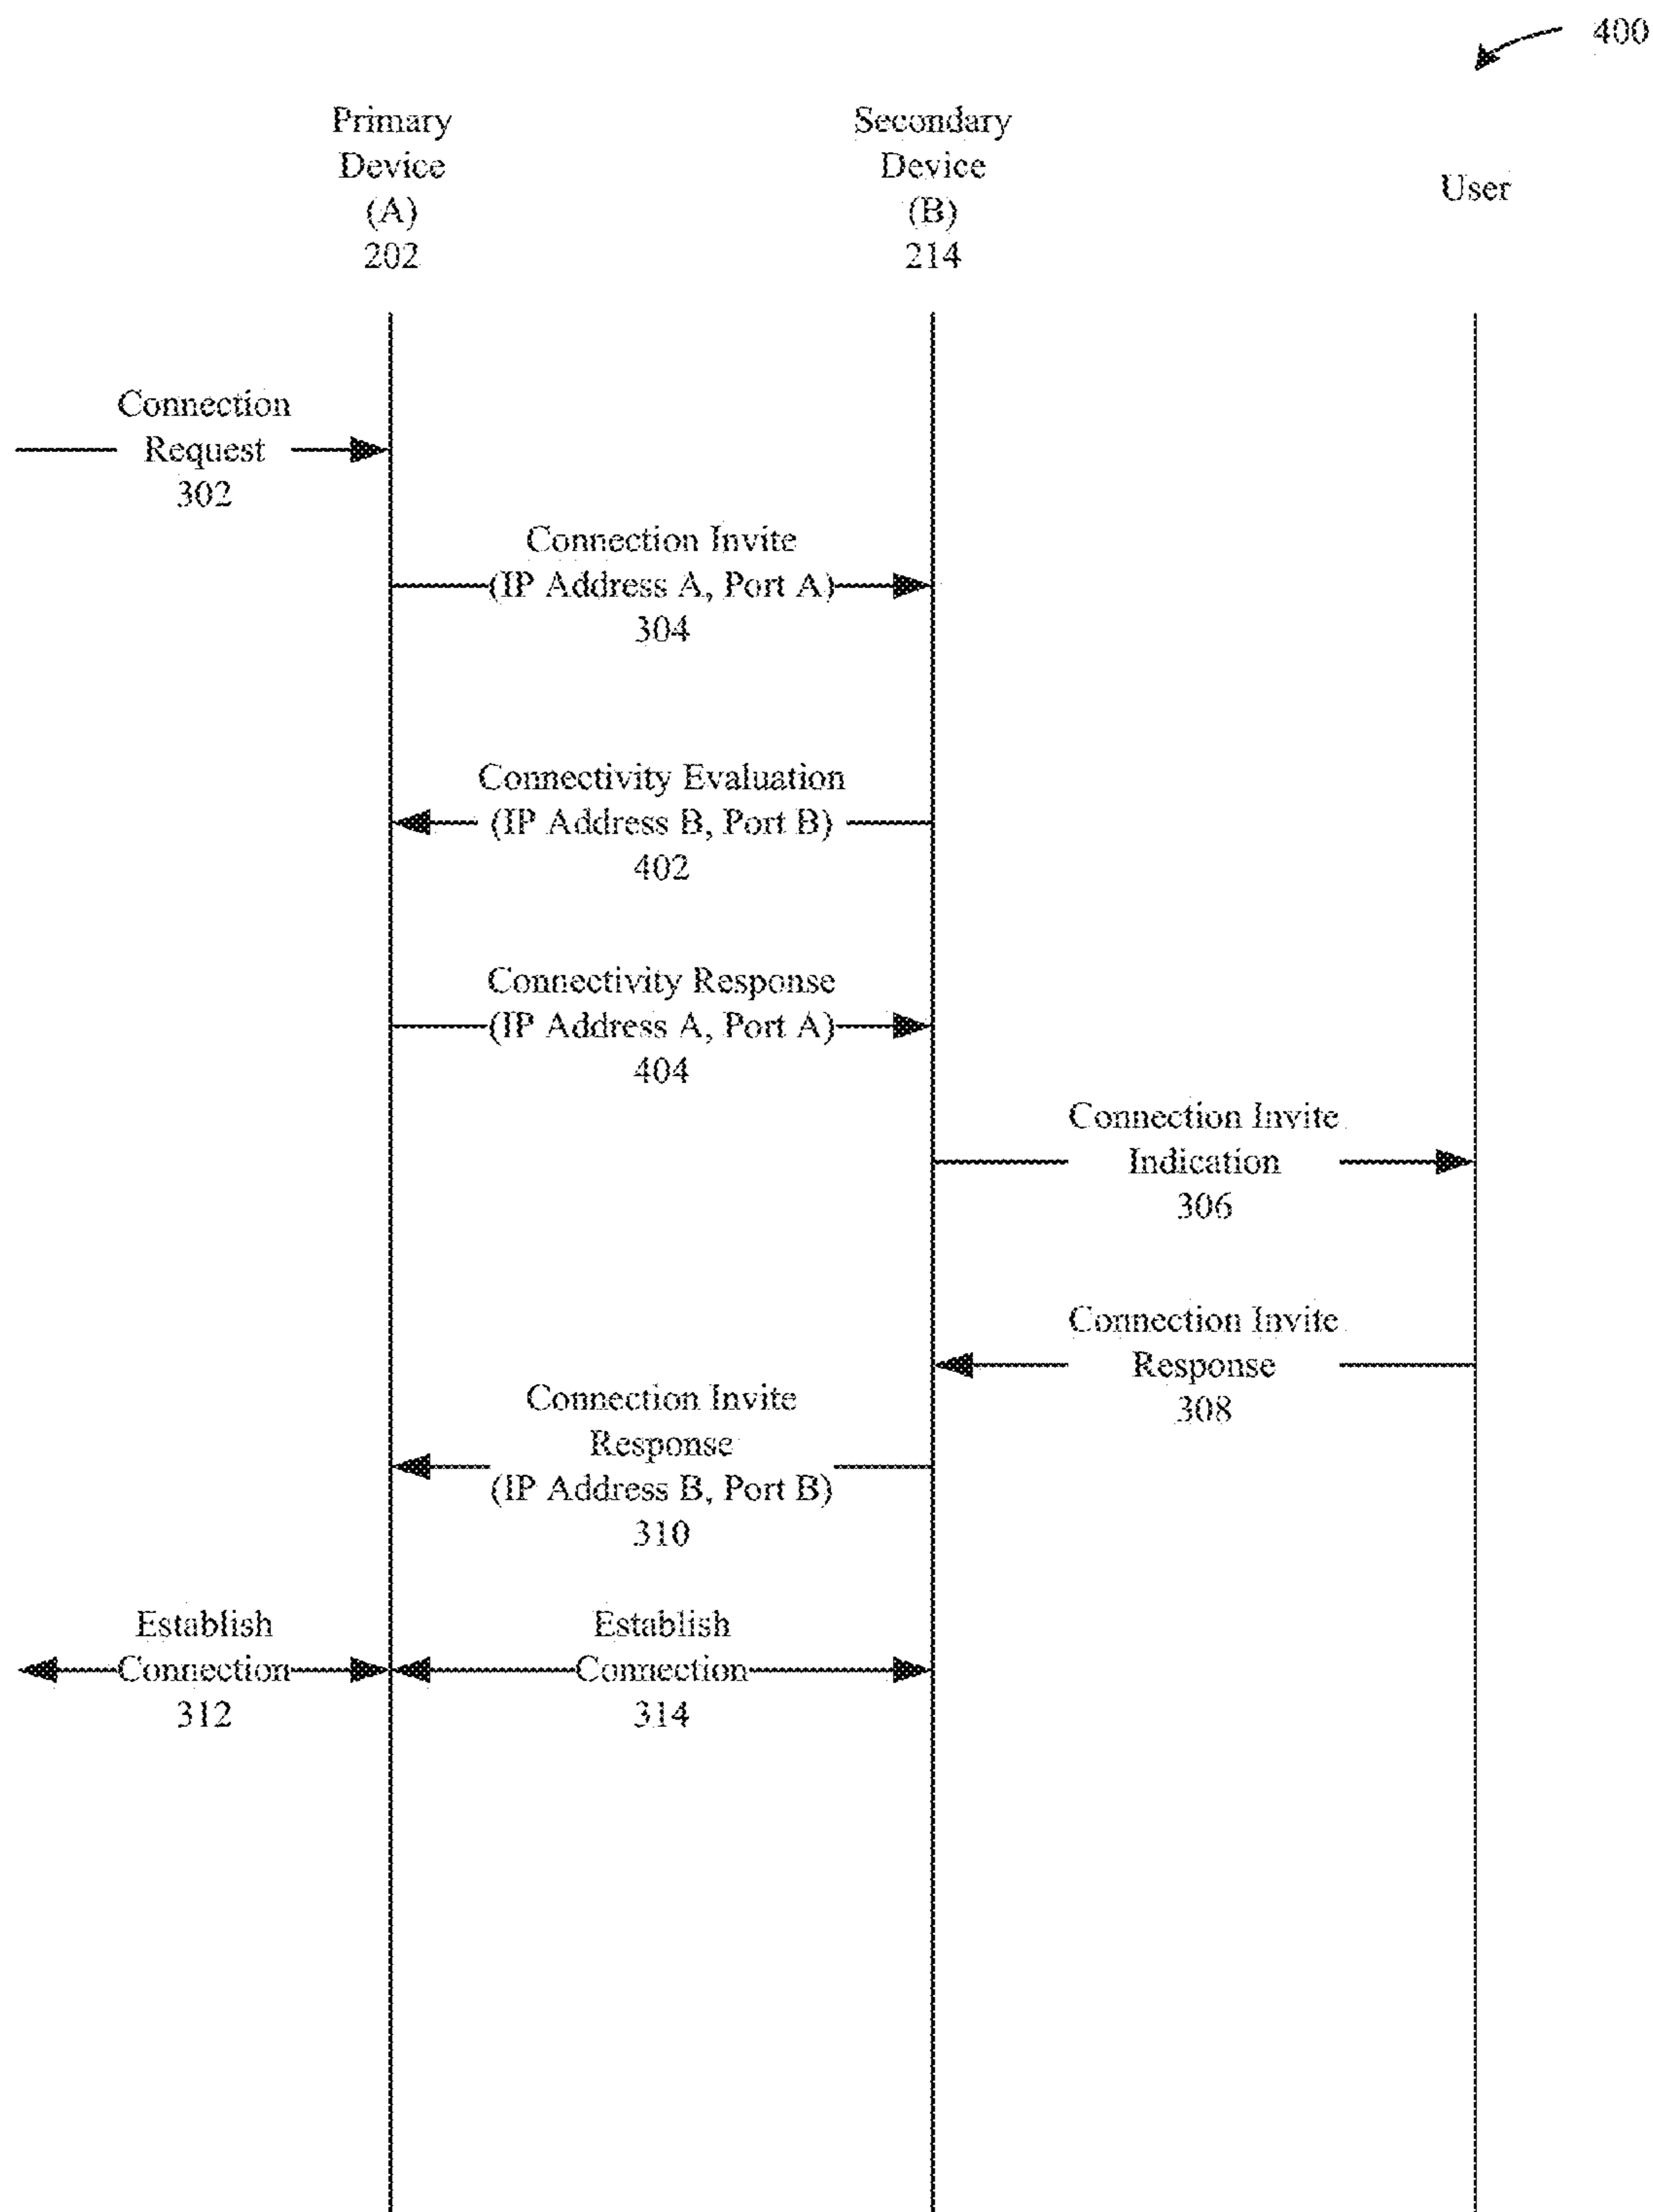 400
Primary
Device
(A)
202
Secondary
Device
(B)
214
User
Connection
Request
302
Connection Invite
(IP Address A, Port A)
304
Connectivity Evaluation
(IP Address B, Port B)
402
Connectivity Response
(IP Address A, Port A)
404
Connection Invite
Indication
306
Connection Invite
Response
308
Connection Invite
Response
(IP Address B, Port B)
310
Establish
Connection
312
Establish
Connection
314